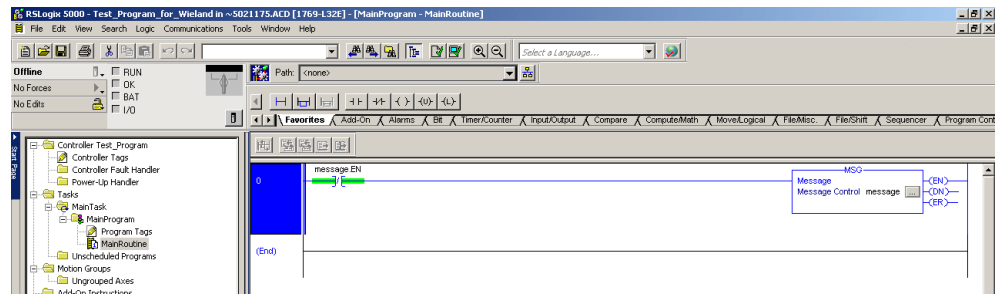 RSLogix 5000 - Test_Program_for_Wieland in ~5021175.ACD [1769-L32E] - [MainProgram - MainRoutine]
File Edit View Search Logic Communications Tools Window Help
Select a Language...
Offline
RUN
No Forces
OK
No Edits
BAT
I/O
Path: <none>
Favorites Add-On Alarms Bit Timer/Counter Input/Output Compare Compute/Math Move/Logical File/Misc. File/Shift Sequencer Program Cont
Start Page
Controller Test_Program
Controller Tags
Controller Fault Handler
Power-Up Handler
Tasks
MainTask
MainProgram
Program Tags
MainRoutine
Unscheduled Programs
Motion Groups
Ungrouped Axes
Add-On Instructions
0
message.EN
MSG
Message
Message Control message ...
EN
DN
ER
(End)